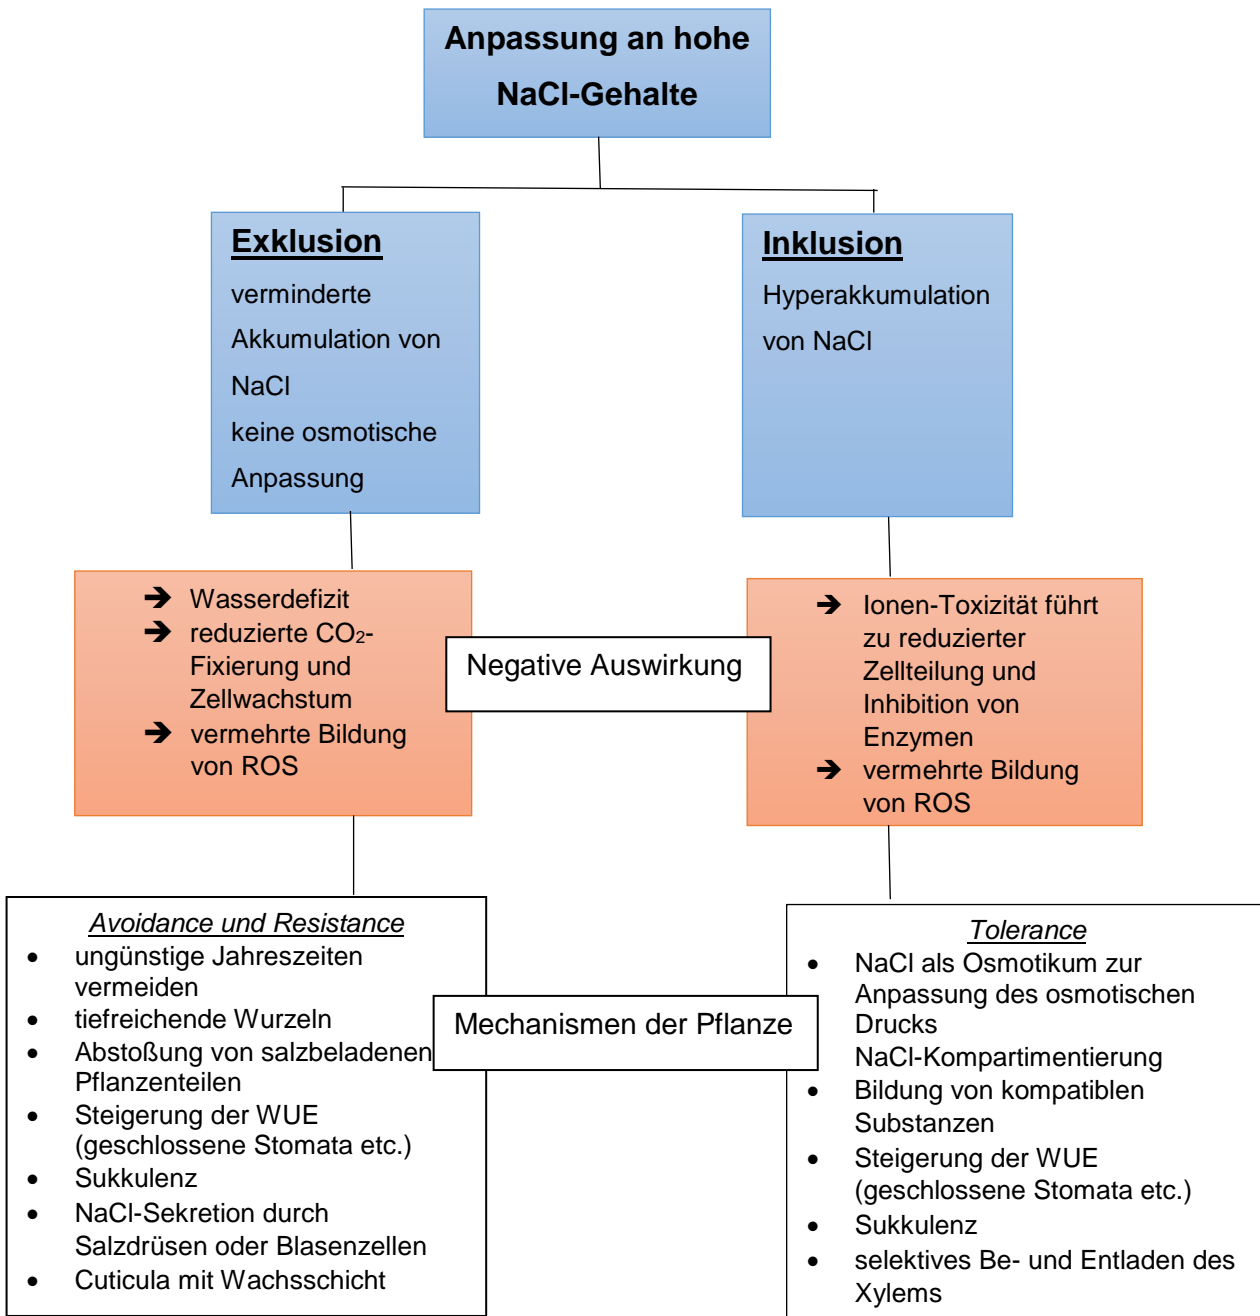 Anpassung an hohe
NaCl-Gehalte
Exklusion
verminderte
Akkumulation von
NaCl
keine osmotische
Anpassung
Inklusion
Hyperakkumulation
von NaCl
➔ Wasserdefizit
➔ reduzierte CO₂-
Fixierung und
Zellwachstum
➔ vermehrte Bildung
von ROS
Negative Auswirkung
➔ Ionen-Toxizität führt
zu reduzierter
Zellteilung und
Inhibition von
Enzymen
➔ vermehrte Bildung
von ROS
Avoidance und Resistance
• ungünstige Jahreszeiten
vermeiden
• tiefreichende Wurzeln
• Abstoßung von salzbeladenen
Pflanzenteilen
• Steigerung der WUE
(geschlossene Stomata etc.)
• Sukkulenz
• NaCl-Sekretion durch
Salzdrüsen oder Blasenzellen
• Cuticula mit Wachsschicht
Mechanismen der Pflanze
Tolerance
• NaCl als Osmotikum zur
Anpassung des osmotischen
Drucks
NaCl-Kompartimentierung
• Bildung von kompatiblen
Substanzen
• Steigerung der WUE
(geschlossene Stomata etc.)
• Sukkulenz
• selektives Be- und Entladen des
Xylems